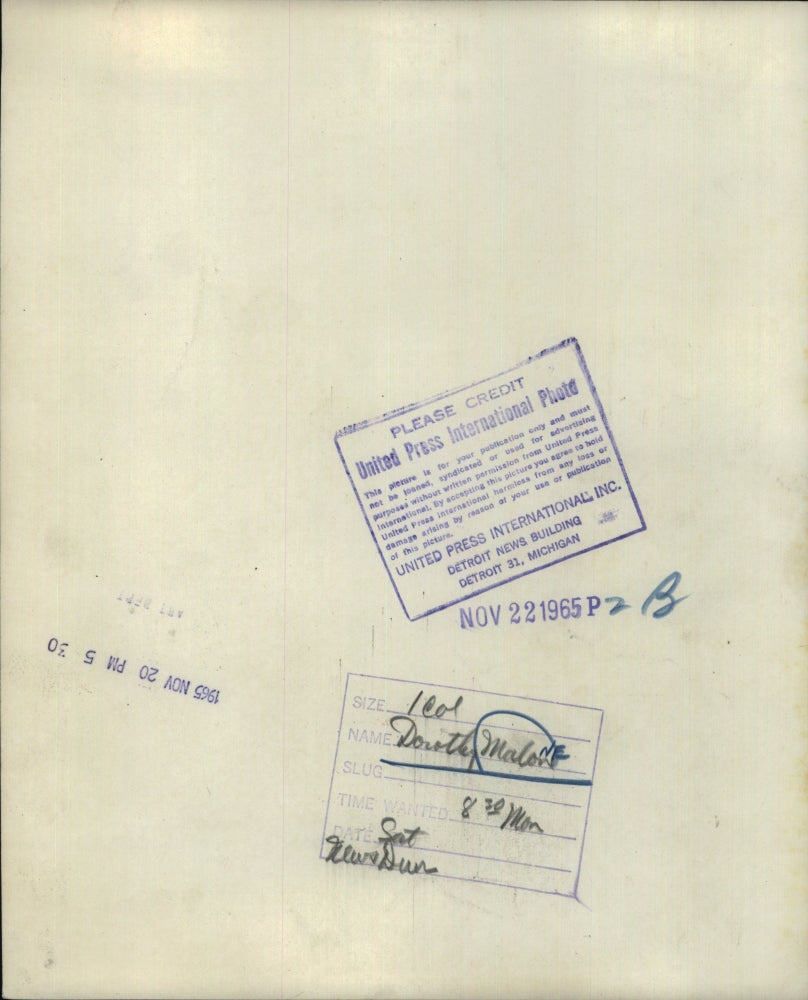 PLEASE CREDIT
United Press International Photo
This picture is for your publication only and must
not be loaned, syndicated or used for advertising
purposes without written permission from United Press
International. By accepting this picture you agree to hold
United Press International harmless from any loss or
damage arising by reason of your use or publication
of this picture.
UNITED PRESS INTERNATIONAL, INC.
DETROIT NEWS BUILDING
DETROIT 31, MICHIGAN
NOV 22 1965 P 2 B
ART DEPT
1965 NOV 20 PM 5 30
SIZE 1 Col
NAME Dorothy Malone
SLUG
TIME WANTED 8 30 Mon
DATE Sat
News